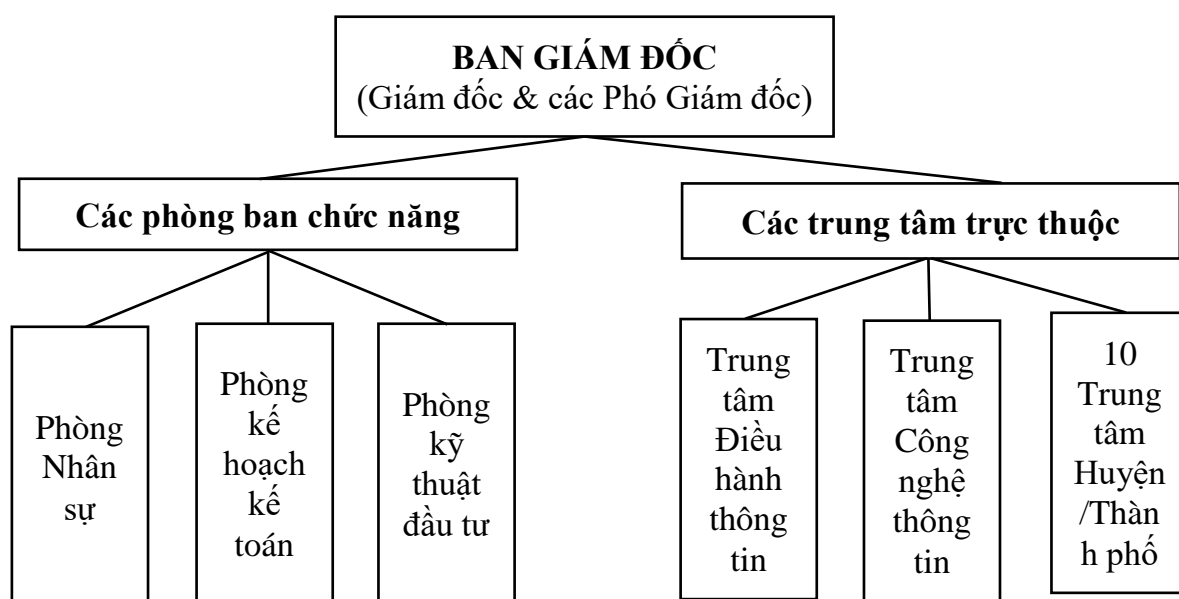 BAN GIÁM ĐỐC
(Giám đốc & các Phó Giám đốc)
Các phòng ban chức năng
Các trung tâm trực thuộc
Phòng
Nhân
sự
Phòng
kế
hoạch
kế
toán
Phòng
kỹ
thuật
đầu tư
Trung
tâm
Điều
hành
thông
tin
Trung
tâm
Công
nghệ
thông
tin
10
Trung
tâm
Huyện
/Thàn
h phố